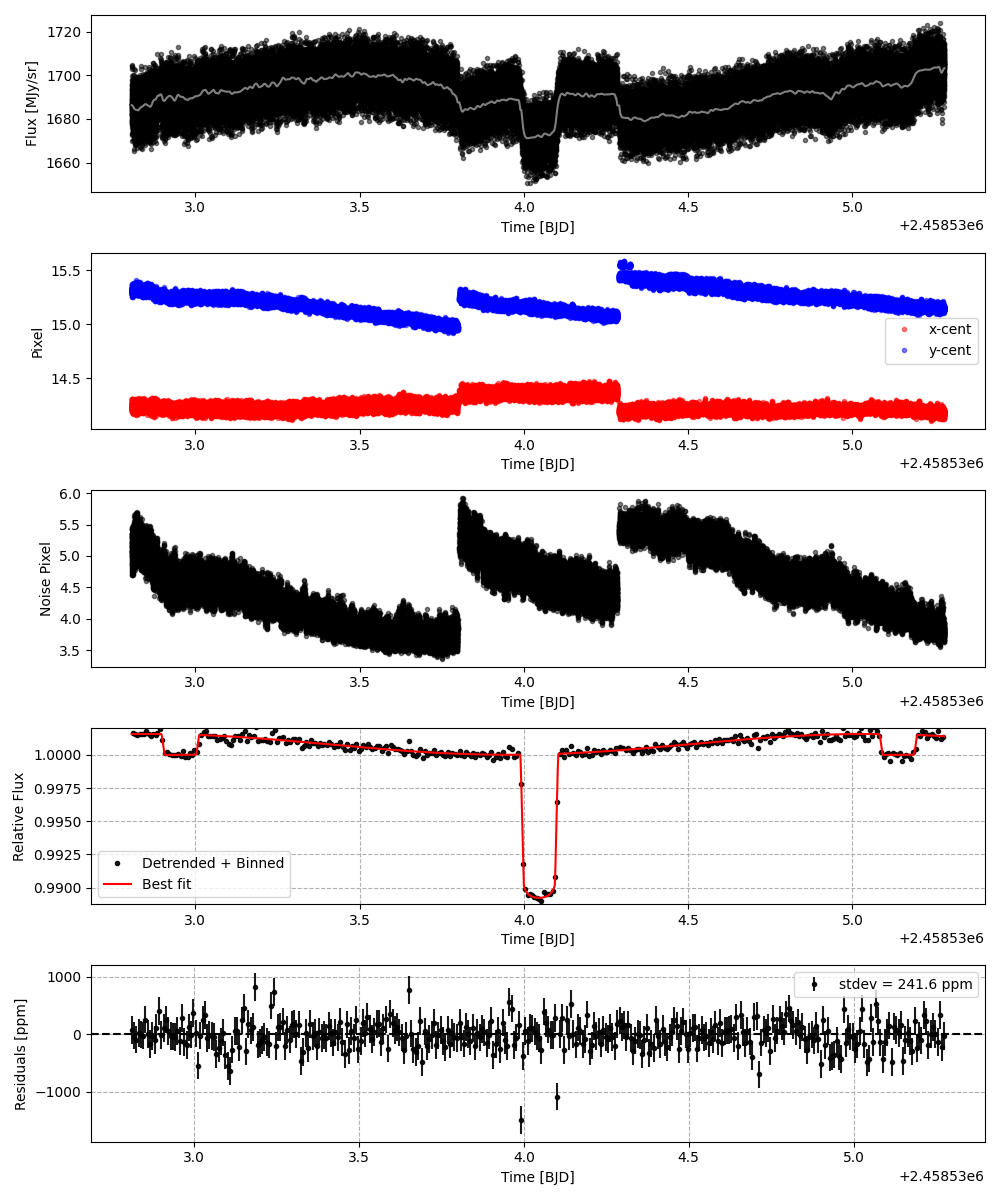 1720
1700
1680
1660
Flux [MJy/sr]
3.0 3.5 4.0 4.5 5.0
Time [BJD]
+2.45853e6
15.5
15.0
14.5
Pixel
x-cent
y-cent
3.0 3.5 4.0 4.5 5.0
Time [BJD]
+2.45853e6
6.0
5.5
5.0
4.5
4.0
3.5
Noise Pixel
3.0 3.5 4.0 4.5 5.0
Time [BJD]
+2.45853e6
1.0000
0.9975
0.9950
0.9925
0.9900
Relative Flux
Detrended + Binned
Best fit
3.0 3.5 4.0 4.5 5.0
Time [BJD]
+2.45853e6
1000
0
−1000
Residuals [ppm]
stdev = 241.6 ppm
3.0 3.5 4.0 4.5 5.0
Time [BJD]
+2.45853e6